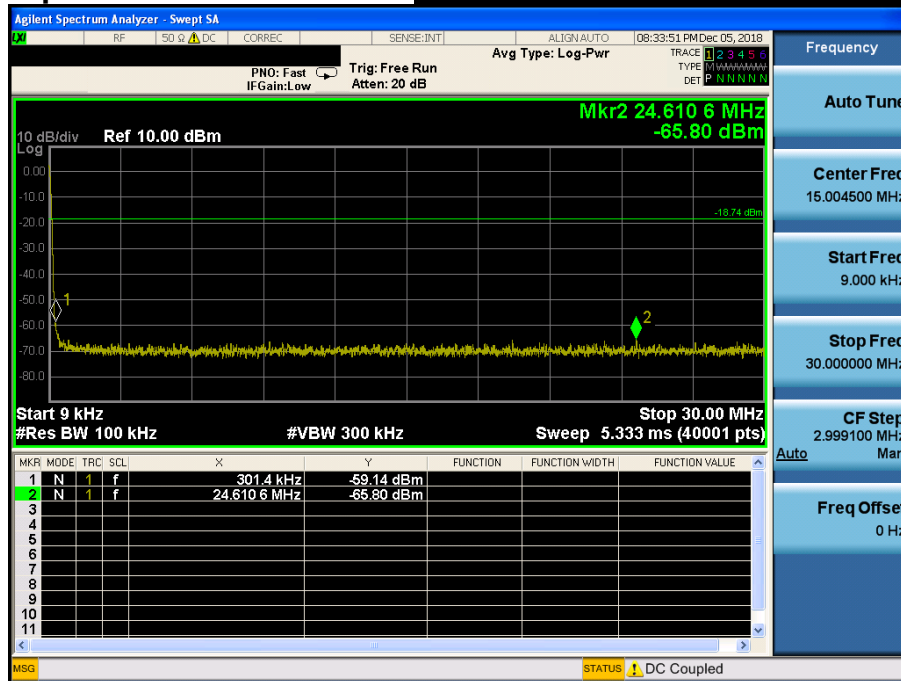 Agilent Spectrum Analyzer - Swept SA
LXI RF 50 Ω ⚠ DC CORREC SENSE:INT ALIGN AUTO 08:33:51 PM Dec 05, 2018
Avg Type: Log-Pwr
TRACE 1 2 3 4 5 6
TYPE M W W W W W
DET P N N N N N
PNO: Fast
IFGain:Low
Trig: Free Run
Atten: 20 dB
Mkr2 24.610 6 MHz
-65.80 dBm
10 dB/div
Log
Ref 10.00 dBm
0.00
-10.0
-20.0
-18.74 dBm
-30.0
-40.0
-50.0
1
-60.0
2
-70.0
-80.0
Start 9 kHz
Stop 30.00 MHz
#Res BW 100 kHz
#VBW 300 kHz
Sweep 5.333 ms (40001 pts)
MKR MODE TRC SCL X Y FUNCTION FUNCTION WIDTH FUNCTION VALUE
1 N 1 f 301.4 kHz -59.14 dBm
2 N 1 f 24.610 6 MHz -65.80 dBm
3
4
5
6
7
8
9
10
11
MSG
STATUS ⚠ DC Coupled
Frequency
Auto Tune
Center Freq
15.004500 MHz
Start Freq
9.000 kHz
Stop Freq
30.000000 MHz
CF Step
2.999100 MHz
Auto Man
Freq Offset
0 Hz